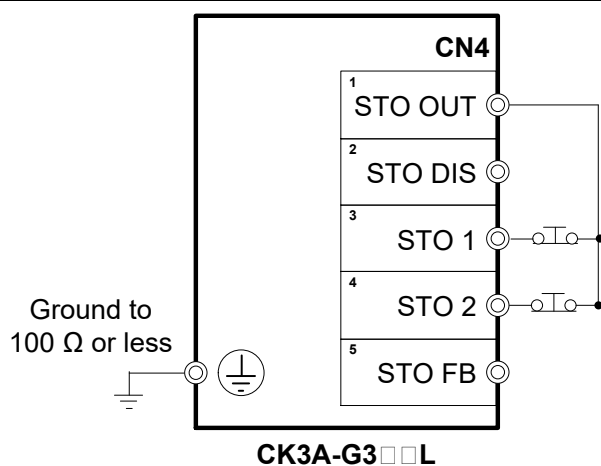 CN4
1
STO OUT
2
STO DIS
3
STO 1
4
STO 2
5
STO FB
Ground to
100 Ω or less
CK3A-G3□□L